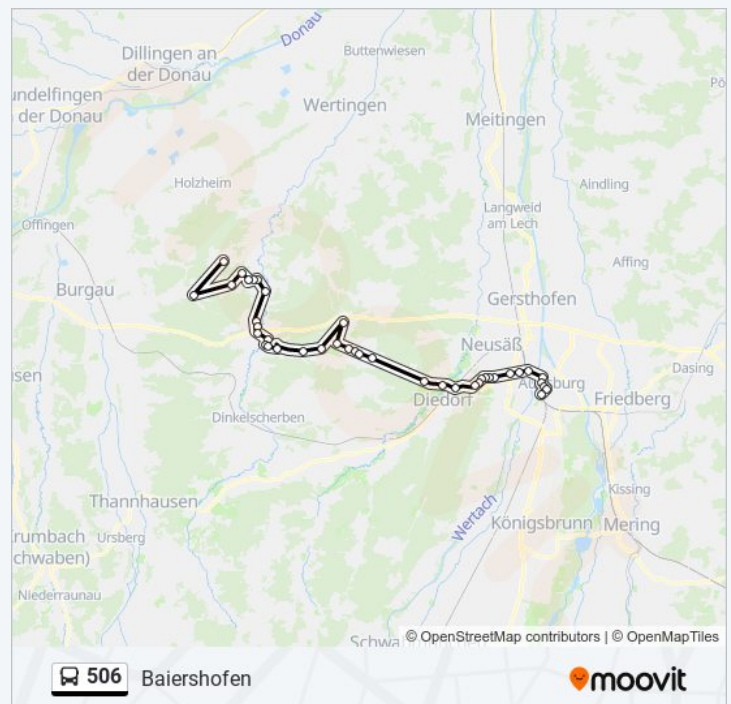 Donau
Dillingen an
der Donau
Buttenwiesen
Wertingen
undelfingen
der Donau
Meitingen
Pö
Holzheim
Aindling
Offingen
Langweid
am Lech
Affing
Burgau
Gersthofen
Neusäß
Dasing
sen
Augsburg
Diedorf
Friedberg
Dinkelscherben
Kissing
Thannhausen
Wertach
Königsbrunn
Mering
Krumbach
chwaben)
Ursberg
Niederraunau
© OpenStreetMap contributors | © OpenMapTiles
506 Baiershofen
moovit